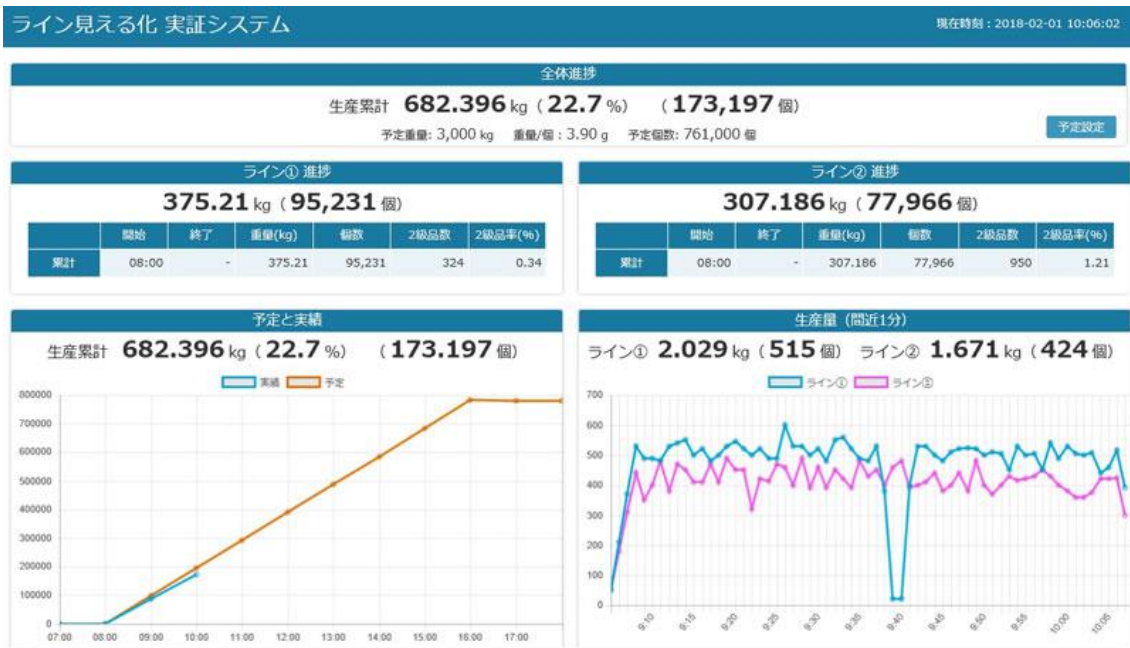 ライン見える化 実証システム
現在時刻：2018-02-01 10:06:02
全体進捗
生産累計 682.396 kg（22.7 %）（173,197 個）
予定重量: 3,000 kg 重量/個：3.90 g 予定個数: 761,000 個
予定設定
ライン① 進捗
375.21 kg（95,231 個）
開始 終了 重量(kg) 個数 2級品数 2級品率(%)
累計 08:00 - 375.21 95,231 324 0.34
ライン② 進捗
307.186 kg（77,966 個）
開始 終了 重量(kg) 個数 2級品数 2級品率(%)
累計 08:00 - 307.186 77,966 950 1.21
予定と実績
生産累計 682.396 kg（22.7 %）（173.197 個）
実績 予定
800000
700000
600000
500000
400000
300000
200000
100000
0
07:00 08:00 09:00 10:00 11:00 12:00 13:00 14:00 15:00 16:00 17:00
生産量（間近1分）
ライン① 2.029 kg（515 個） ライン② 1.671 kg（424 個）
ライン① ライン②
700
600
500
400
300
200
100
0
9:10 9:15 9:20 9:25 9:30 9:35 9:40 9:45 9:50 9:55 10:00 10:05